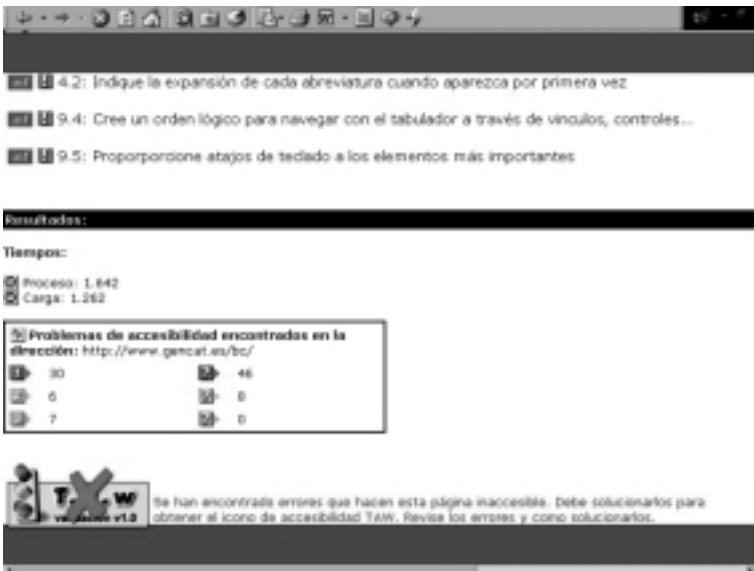 4.2: Indique la expansión de cada abreviatura cuando aparezca por primera vez
9.4: Cree un orden lógico para navegar con el tabulador a través de vínculos, controles...
9.5: Proporporcione atajos de teclado a los elementos más importantes
Resultados:
Tiempos:
Proceso: 1.642
Carga: 1.262
Problemas de accesibilidad encontrados en la
dirección: http://www.gencat.es/bc/
30 46
6 8
7 0
T W
v1.0
Se han encontrado errores que hacen esta página inaccesible. Debe solucionarlos para
obtener el icono de accesibilidad TAW. Revise los errores y como solucionarlos.